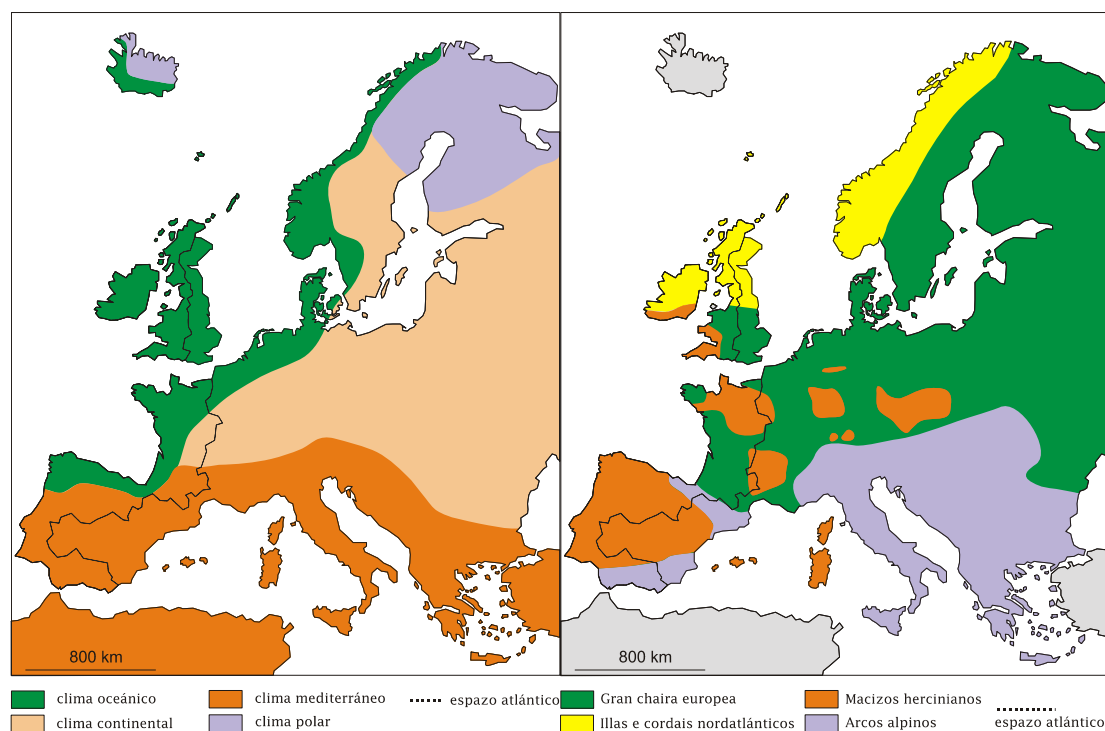 800 km
800 km
clima oceánico
clima mediterráneo
espazo atlántico
clima continental
clima polar
Gran chaira europea
Macizos hercinianos
Illas e cordais nordatlánticos
Arcos alpinos
espazo atlántico